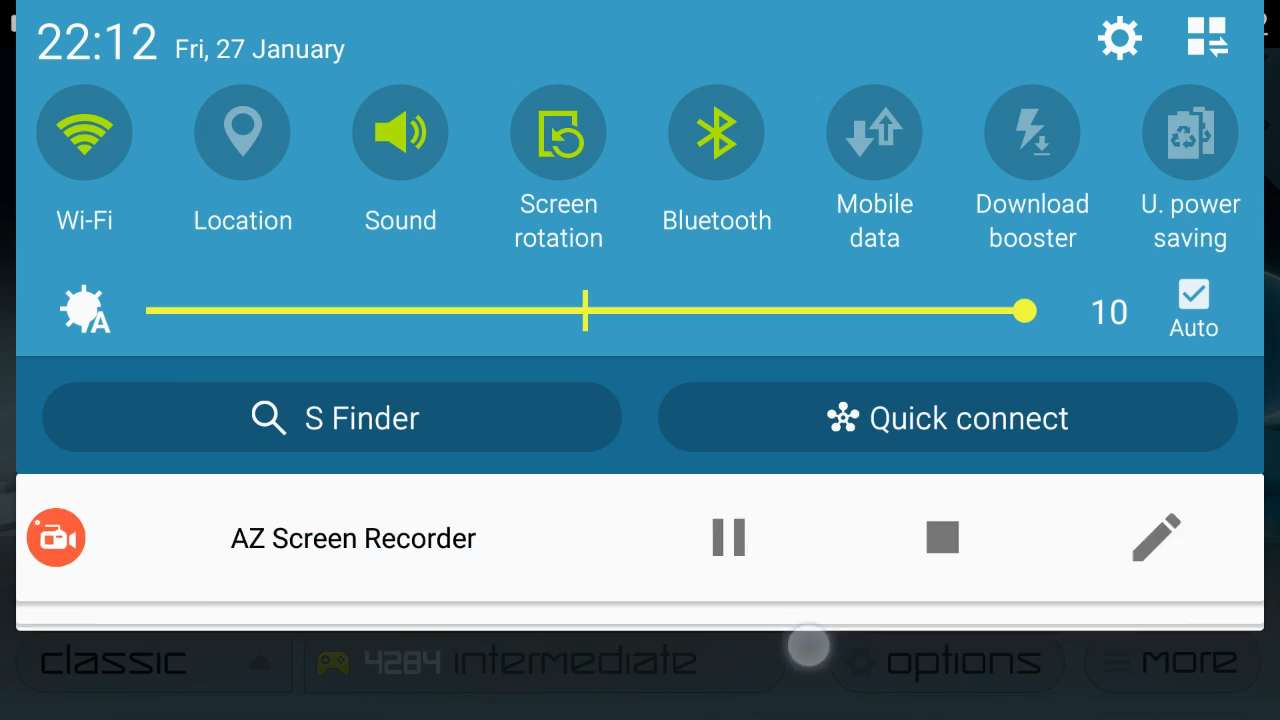 22:12 Fri, 27 January
Wi-Fi
Location
Sound
Screen
rotation
Bluetooth
Mobile
data
Download
booster
U. power
saving
A
10
Auto
S Finder
Quick connect
AZ Screen Recorder
classic
4284 intermediate
options
more